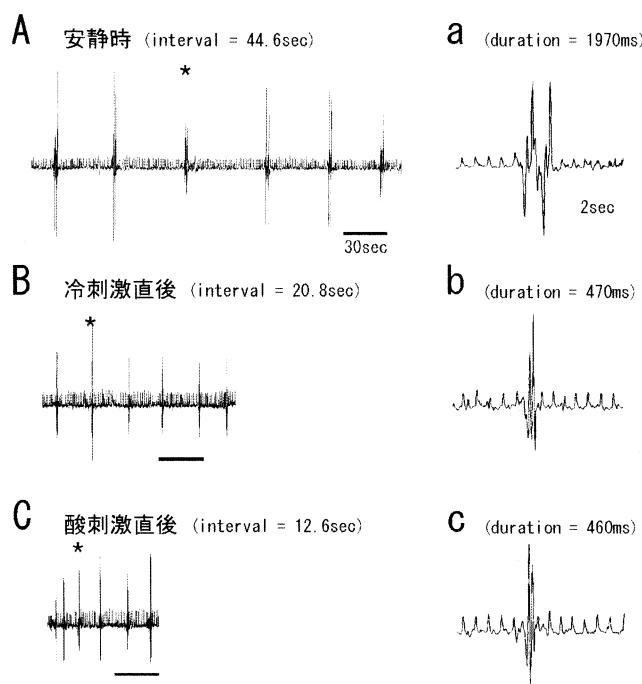 A 安静時 (interval = 44.6sec)
*
30sec
a (duration = 1970ms)
2sec
B 冷刺激直後 (interval = 20.8sec)
*
b (duration = 470ms)
C 酸刺激直後 (interval = 12.6sec)
*
c (duration = 460ms)